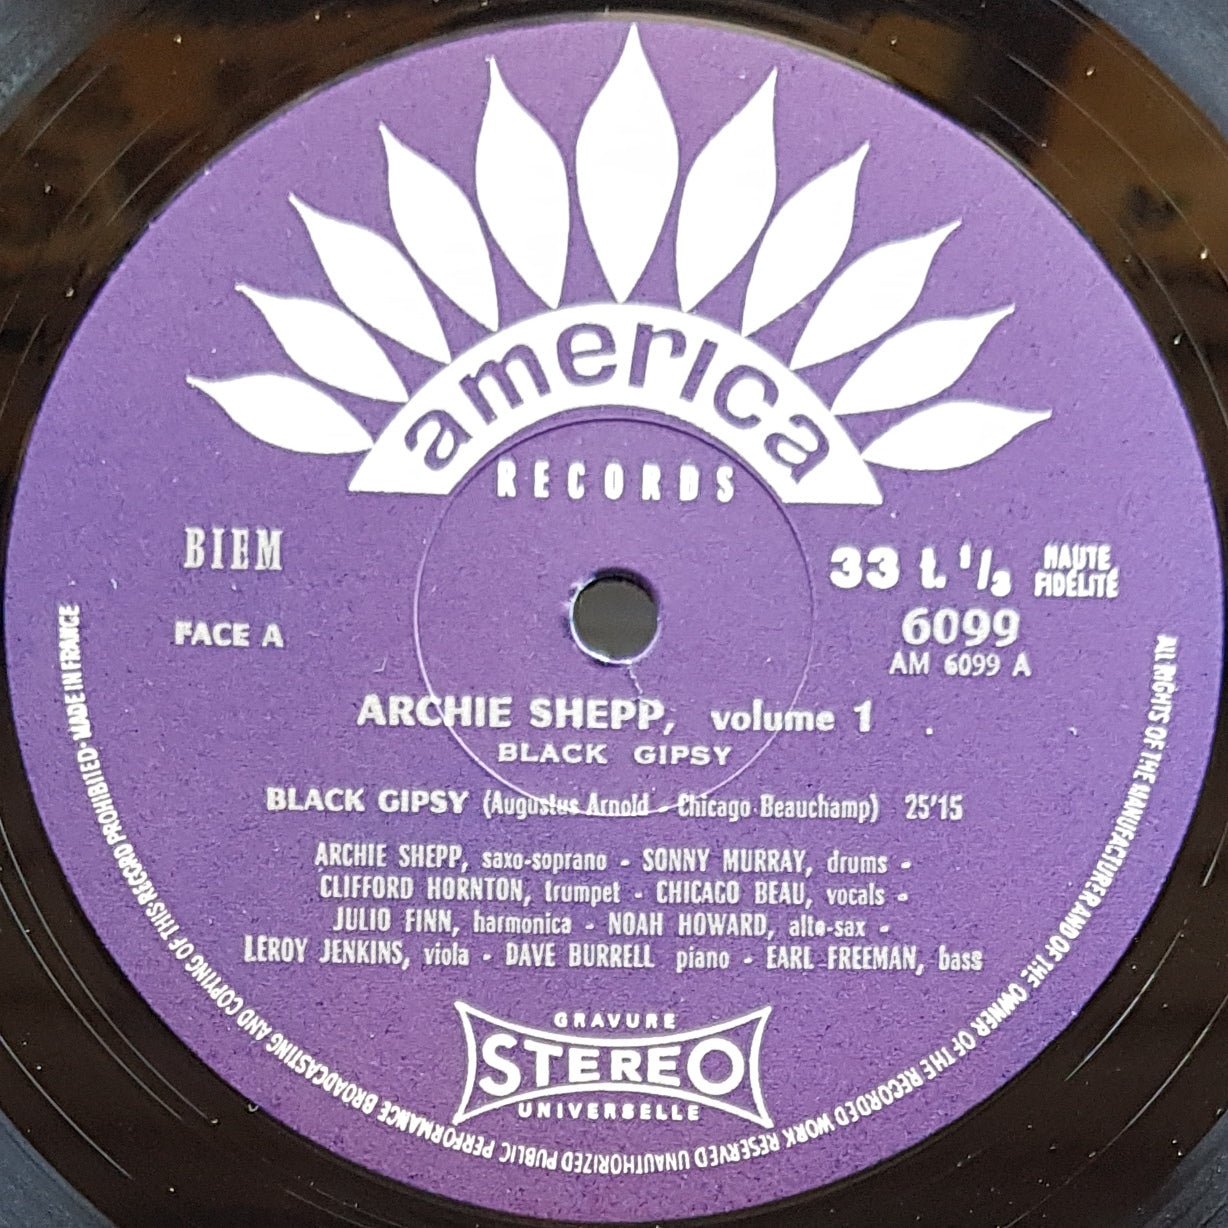 america
RECORDS
BIEM
FACE A
33 t. 1/3 HAUTE FIDÉLITÉ
6099
AM 6099 A
ARCHIE SHEPP, volume 1
BLACK GIPSY
BLACK GIPSY (Augustus Arnold - Chicago Beauchamp) 25'15
ARCHIE SHEPP, saxo-soprano - SONNY MURRAY, drums -
CLIFFORD HORNTON, trumpet - CHICAGO BEAU, vocals -
JULIO FINN, harmonica - NOAH HOWARD, alto-sax -
LEROY JENKINS, viola - DAVE BURRELL piano - EARL FREEMAN, bass
GRAVURE
STEREO
UNIVERSELLE
ALL RIGHTS OF THE MANUFACTURER AND OF THE OWNER OF THE RECORDED WORK RESERVED UNAUTHORIZED PUBLIC PERFORMANCE BROADCASTING AND COPYING OF THIS RECORD PROHIBITED - MADE IN FRANCE